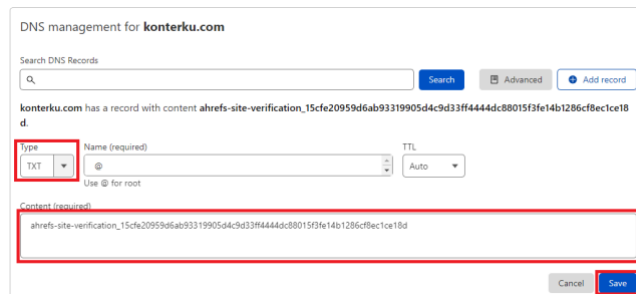 DNS management for konterku.com
Search DNS Records
Search
Advanced
Add record
konterku.com has a record with content ahrefs-site-verification_15cfe20959d6ab93319905d4c9d33ff4444dc88015f3fe14b1286cf8ec1ce18
d.
Type Name (required) TTL
TXT @ Auto
Use @ for root
Content (required)
ahrefs-site-verification_15cfe20959d6ab93319905d4c9d33ff4444dc88015f3fe14b1286cf8ec1ce18d
Cancel Save